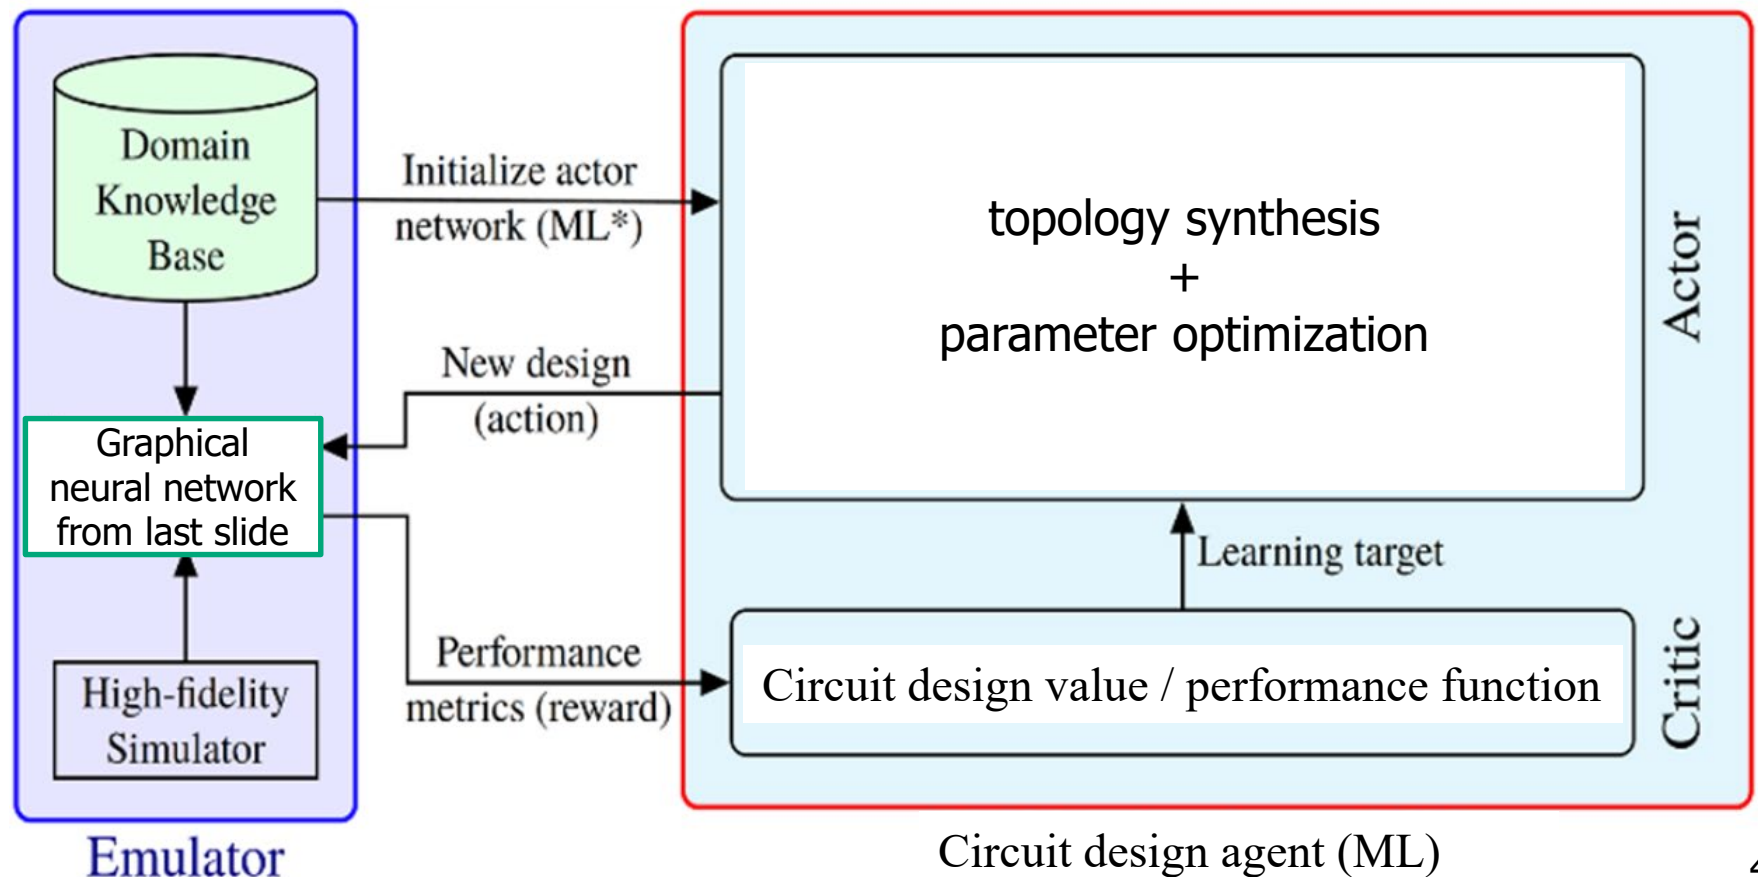 Domain
Knowledge
Base
Initialize actor
network (ML*)
topology synthesis
+
parameter optimization
Actor
New design
(action)
Graphical
neural network
from last slide
Learning target
Performance
metrics (reward)
High-fidelity
Simulator
Circuit design value / performance function
Critic
Emulator
Circuit design agent (ML)